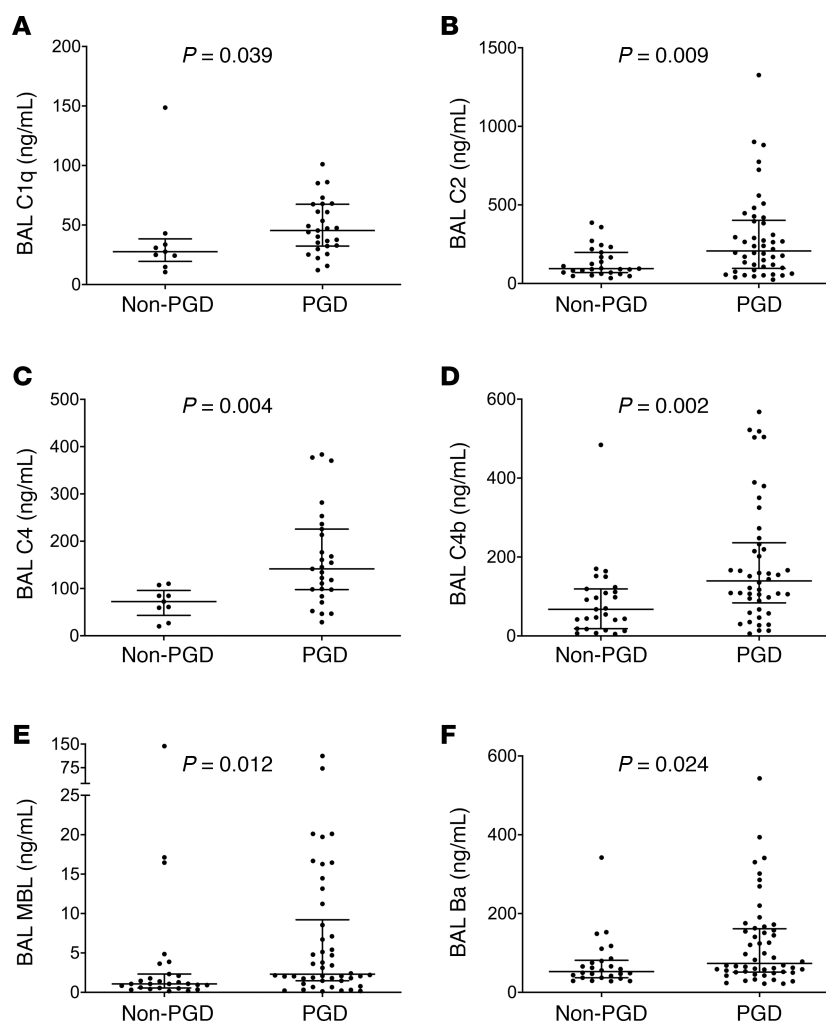 A
P = 0.039
BAL C1q (ng/mL)
200
150
100
50
0
Non-PGD PGD
B
P = 0.009
BAL C2 (ng/mL)
1500
1000
500
0
Non-PGD PGD
C
P = 0.004
BAL C4 (ng/mL)
500
400
300
200
100
0
Non-PGD PGD
D
P = 0.002
BAL C4b (ng/mL)
600
400
200
0
Non-PGD PGD
E
P = 0.012
BAL MBL (ng/mL)
150
75
25
20
15
10
5
0
Non-PGD PGD
F
P = 0.024
BAL Ba (ng/mL)
600
400
200
0
Non-PGD PGD